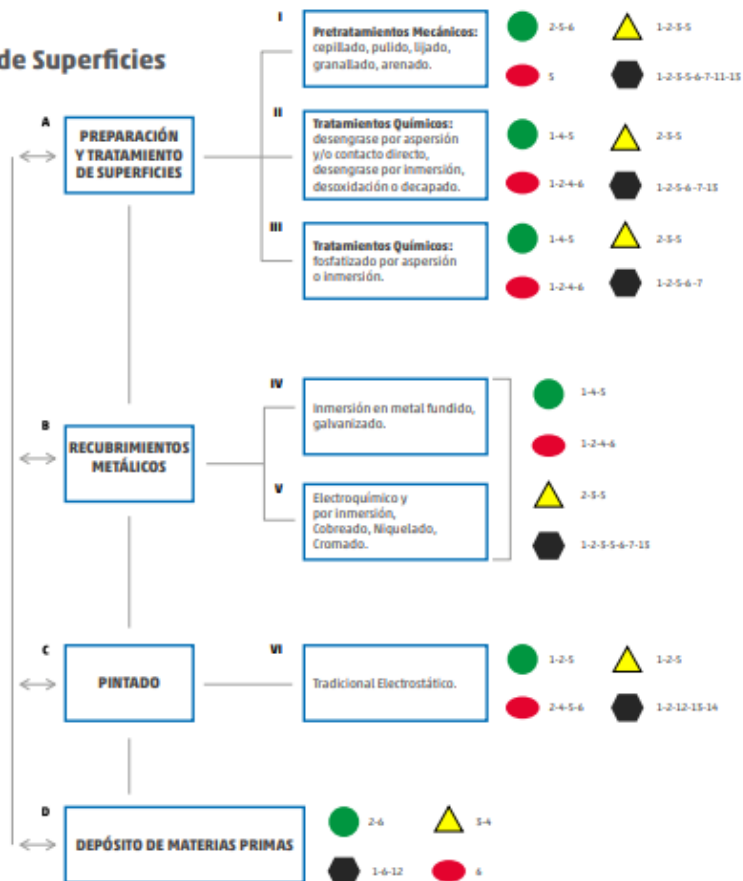 de Superficies
I
Pretratamientos Mecánicos:
cepillado, pulido, lijado,
granallado, arenado.
2-5-6
1-2-3-5
5
1-2-3-5-6-7-11-13
A
PREPARACIÓN
Y TRATAMIENTO
DE SUPERFICIES
II
Tratamientos Químicos:
desengrase por aspersión
y/o contacto directo,
desengrase por inmersión,
desoxidación o decapado.
1-4-5
2-3-5
1-2-4-6
1-2-5-6-7-13
III
Tratamientos Químicos:
fosfatizado por aspersión
o inmersión.
1-4-5
2-3-5
1-2-4-6
1-2-5-6-7
B
RECUBRIMIENTOS
METÁLICOS
IV
Inmersión en metal fundido,
galvanizado.
V
Electroquímico y
por inmersión,
Cobreado, Niquelado,
Cromado.
1-4-5
1-2-4-6
2-3-5
1-2-3-5-6-7-13
C
PINTADO
VI
Tradicional Electrostático.
1-2-5
1-2-5
2-4-5-6
1-2-12-13-14
D
DEPÓSITO DE MATERIAS PRIMAS
2-6
3-4
1-6-12
6